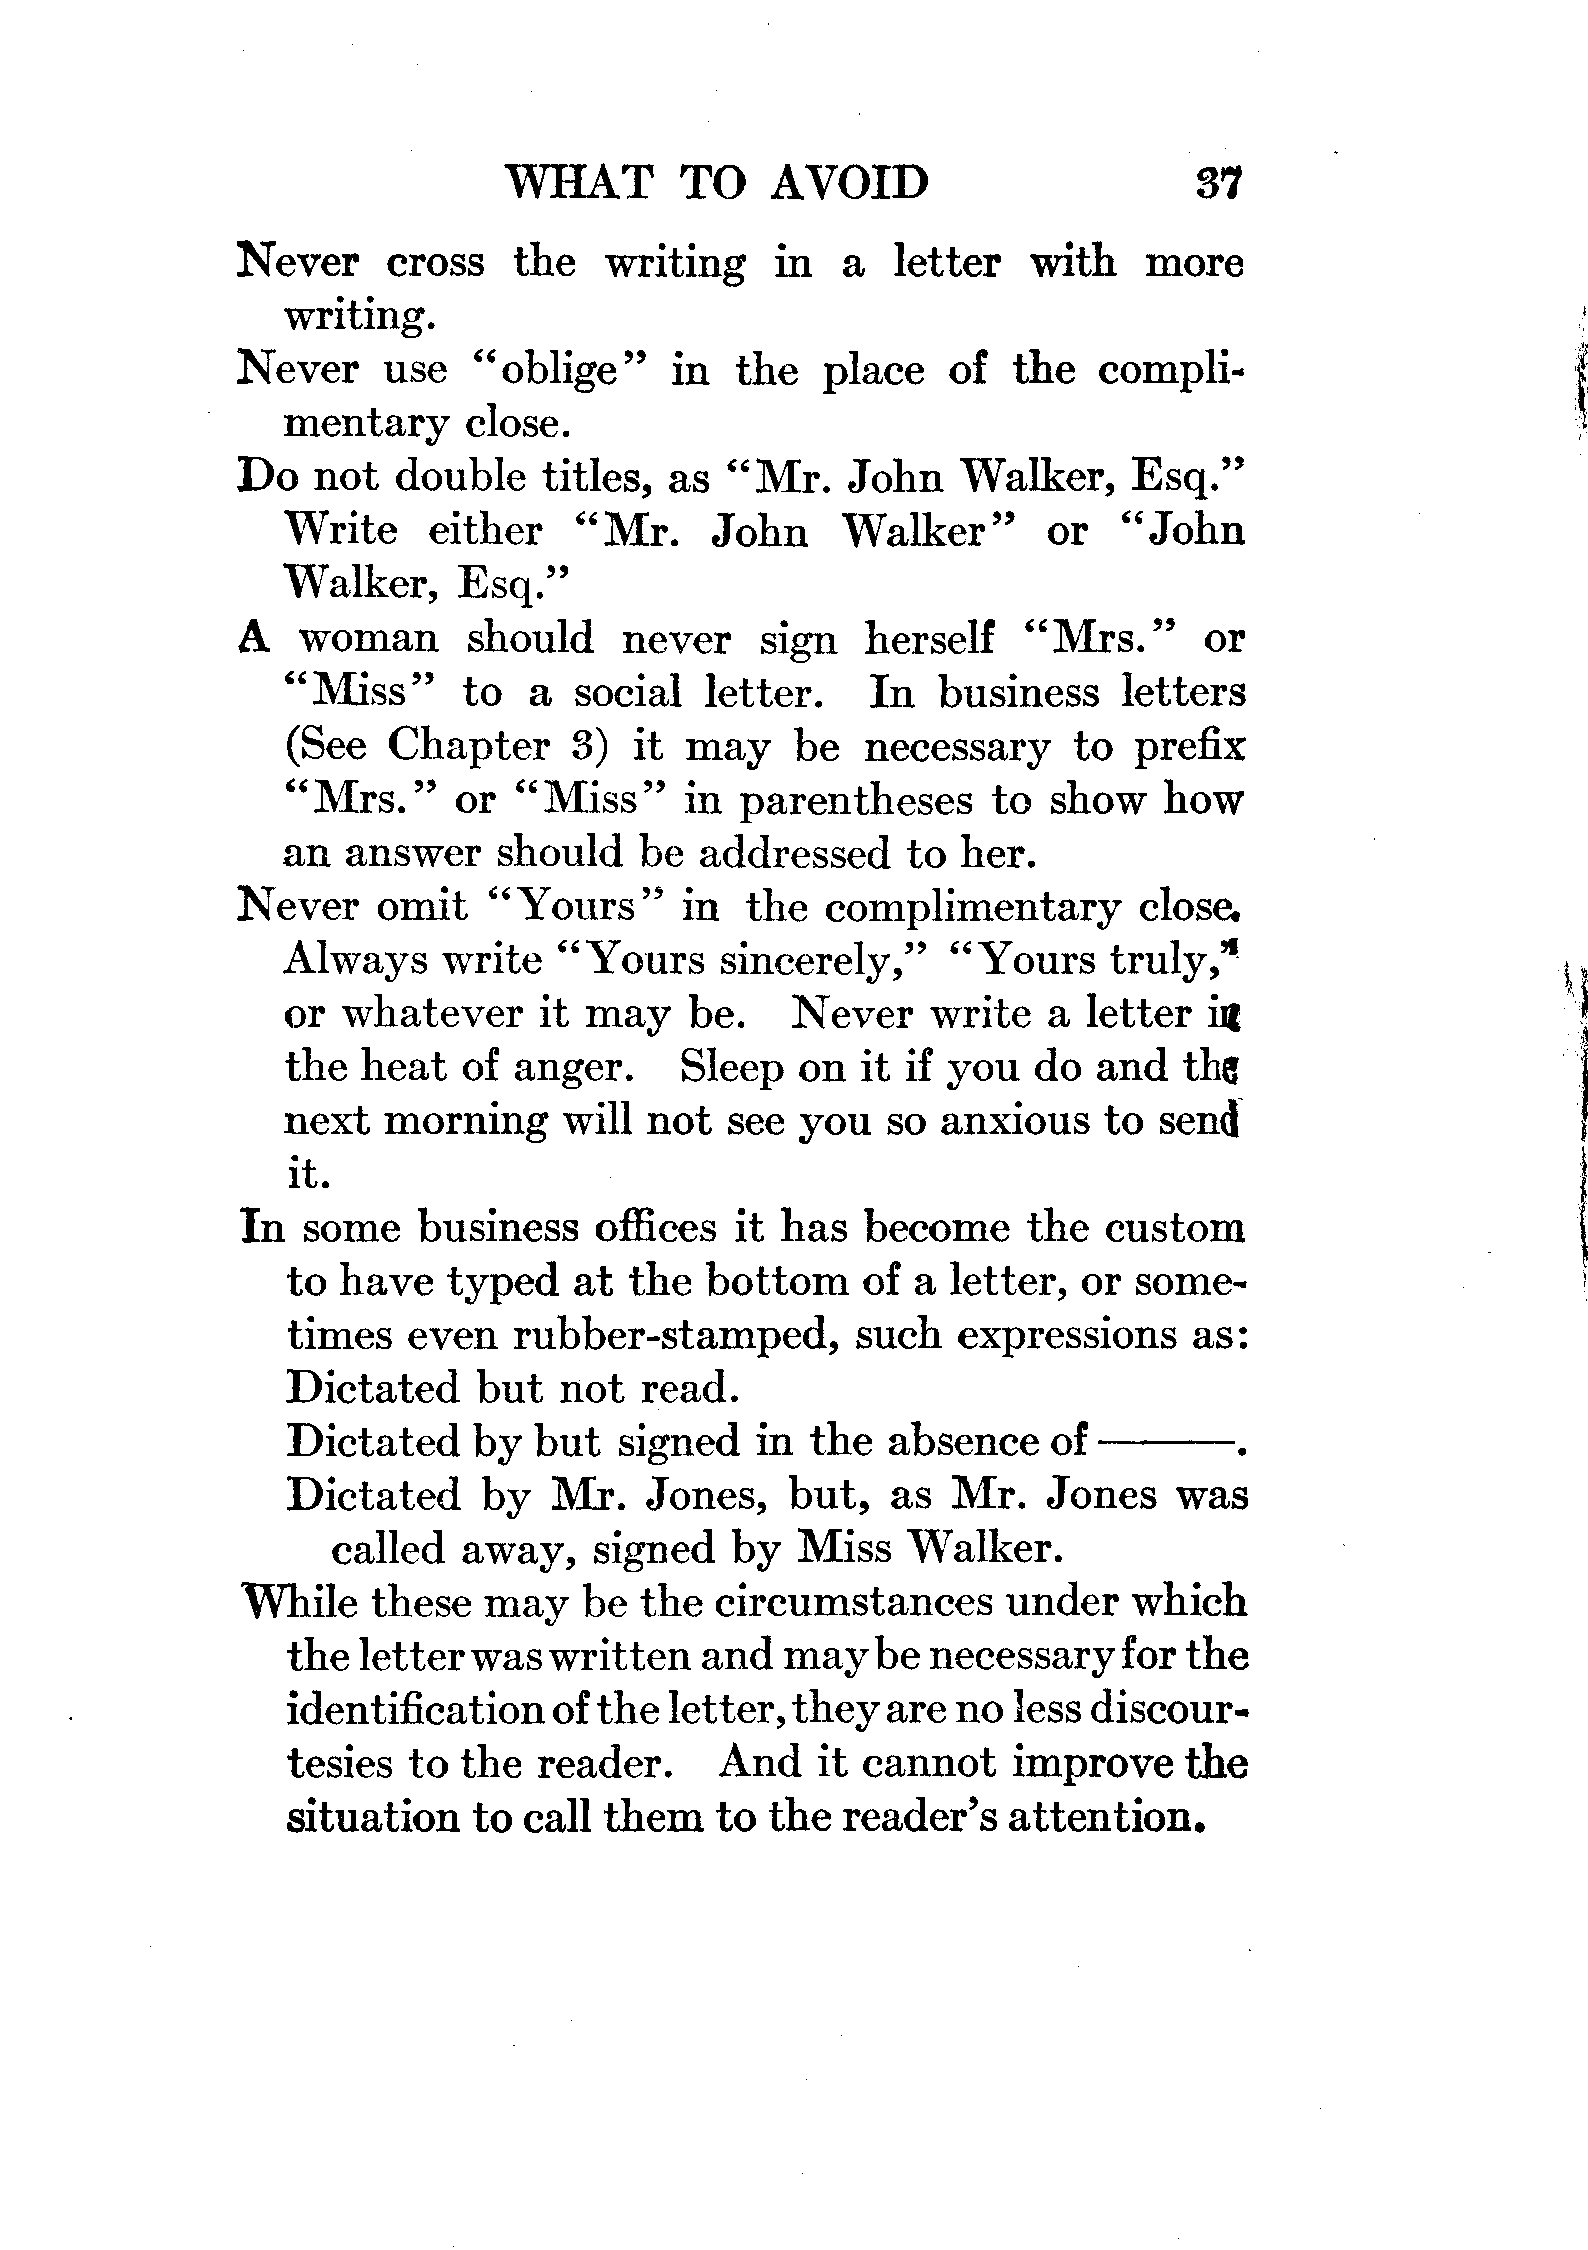 WHAT TO AVOID 37
Never cross the writing in a letter with more
writing.
Never use “oblige” in the place of the compli-
mentary close.
Do not double titles, as “Mr. John Walker, Esq.”
Write either “Mr. John Walker” or “John
Walker, Esq.”
A woman should never sign herself “Mrs.” or
“Miss” to a social letter. In business letters
(See Chapter 3) it may be necessary to prefix
“Mrs.” or “Miss” in parentheses to show how
an answer should be addressed to her.
Never omit “Yours” in the complimentary close.
Always write “Yours sincerely,” “Yours truly,”
or whatever it may be. Never write a letter in
the heat of anger. Sleep on it if you do and the
next morning will not see you so anxious to send
it.
In some business offices it has become the custom
to have typed at the bottom of a letter, or some-
times even rubber-stamped, such expressions as:
Dictated but not read.
Dictated by but signed in the absence of ———.
Dictated by Mr. Jones, but, as Mr. Jones was
called away, signed by Miss Walker.
While these may be the circumstances under which
the letter was written and may be necessary for the
identification of the letter, they are no less discour-
tesies to the reader. And it cannot improve the
situation to call them to the reader’s attention.